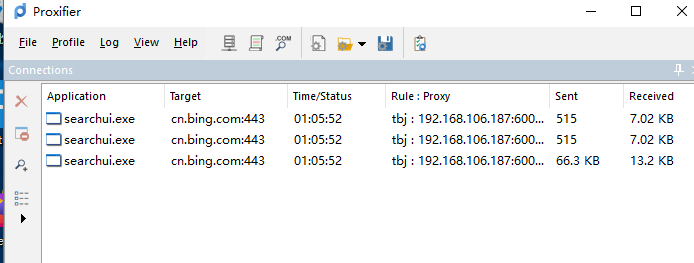 Proxifier
File Profile Log View Help
.COM
Connections
Application Target Time/Status Rule : Proxy Sent Received
searchui.exe cn.bing.com:443 01:05:52 tbj : 192.168.106.187:600... 515 7.02 KB
searchui.exe cn.bing.com:443 01:05:52 tbj : 192.168.106.187:600... 515 7.02 KB
searchui.exe cn.bing.com:443 01:05:52 tbj : 192.168.106.187:600... 66.3 KB 13.2 KB